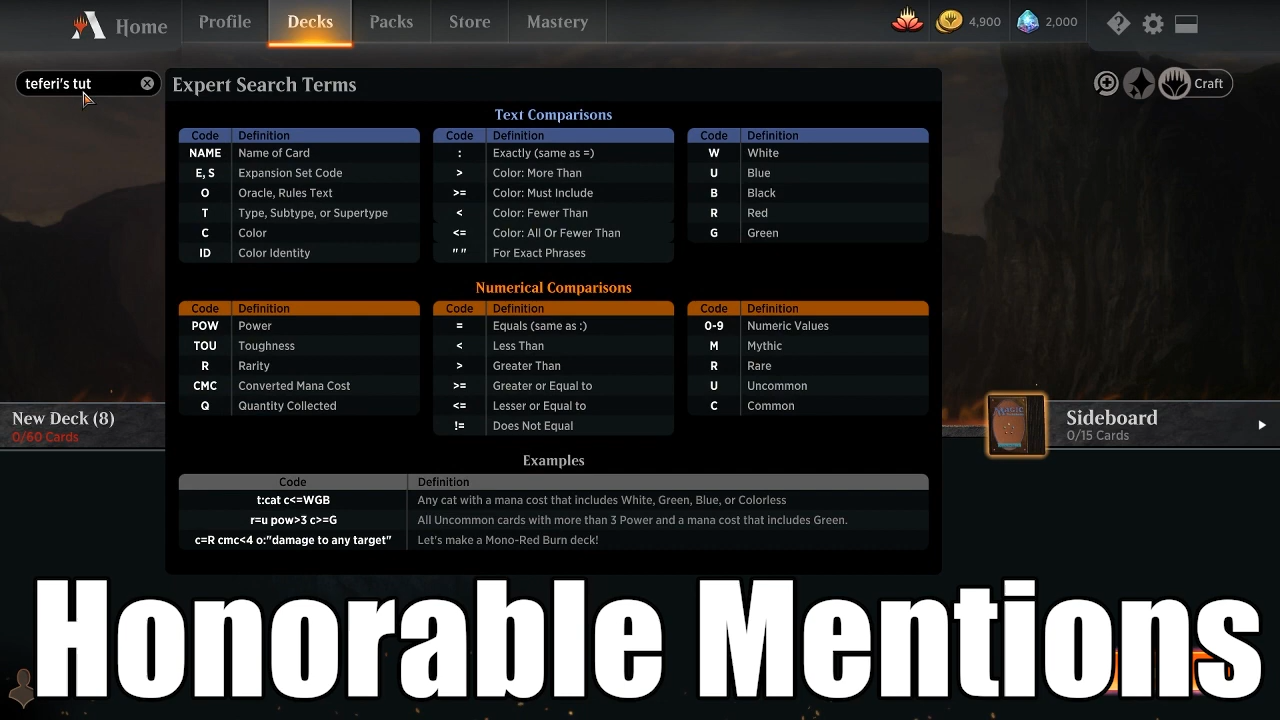 Home
Profile
Decks
Packs
Store
Mastery
4,900
2,000
teferi's tut
Expert Search Terms
Craft
Text Comparisons
Code Definition
NAME Name of Card
E, S Expansion Set Code
O Oracle, Rules Text
T Type, Subtype, or Supertype
C Color
ID Color Identity
Code Definition
: Exactly (same as =)
> Color: More Than
>= Color: Must Include
< Color: Fewer Than
<= Color: All Or Fewer Than
" " For Exact Phrases
Code Definition
W White
U Blue
B Black
R Red
G Green
Numerical Comparisons
Code Definition
POW Power
TOU Toughness
R Rarity
CMC Converted Mana Cost
Q Quantity Collected
Code Definition
= Equals (same as :)
< Less Than
> Greater Than
>= Greater or Equal to
<= Lesser or Equal to
!= Does Not Equal
Code Definition
0-9 Numeric Values
M Mythic
R Rare
U Uncommon
C Common
New Deck (8)
0/60 Cards
MAGIC
Sideboard
0/15 Cards
Examples
Code Definition
t:cat c<=WGB Any cat with a mana cost that includes White, Green, Blue, or Colorless
r=u pow>3 c>=G All Uncommon cards with more than 3 Power and a mana cost that includes Green.
c=R cmc<4 o:"damage to any target" Let's make a Mono-Red Burn deck!
Honorable Mentions